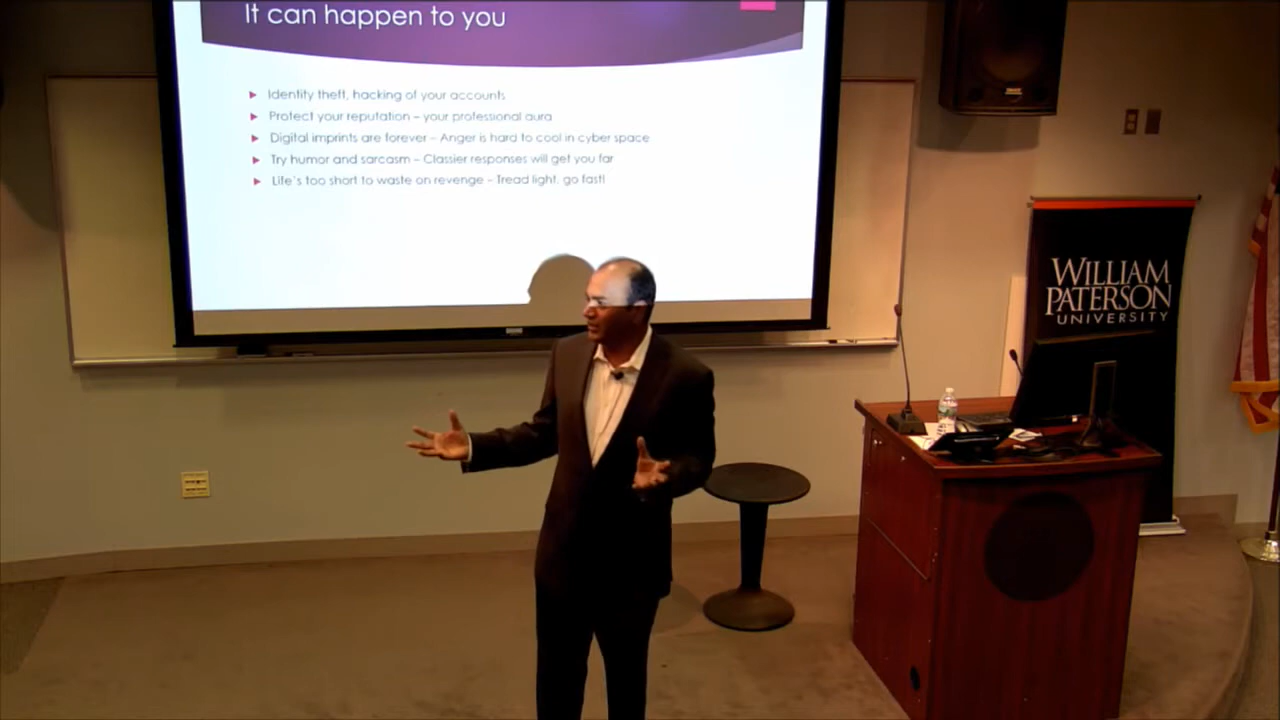 It can happen to you
Identity theft, hacking of your accounts
Protect your reputation – your professional aura
Digital imprints are forever – Anger is hard to cool in cyber space
Try humor and sarcasm – Classier responses will get you far
Life's too short to waste on revenge – Tread light, go fast!
WILLIAM
PATERSON
UNIVERSITY